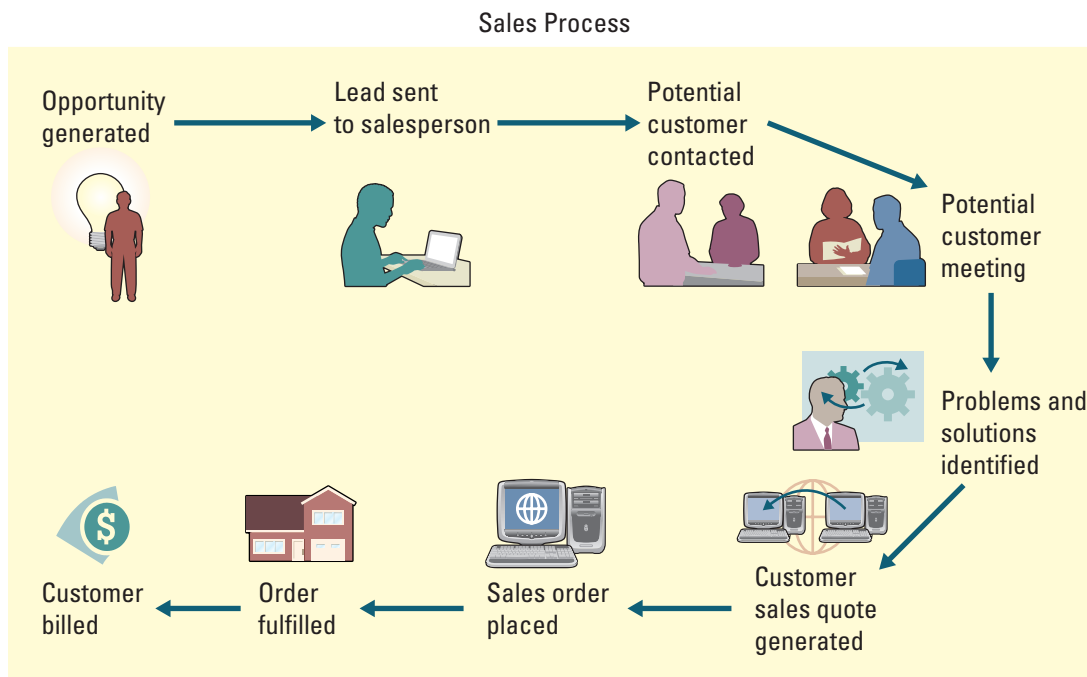 Sales Process
Opportunity
generated
Lead sent
to salesperson
Potential
customer
contacted
Potential
customer
meeting
Problems and
solutions
identified
Customer
sales quote
generated
Sales order
placed
Order
fulfilled
$
Customer
billed